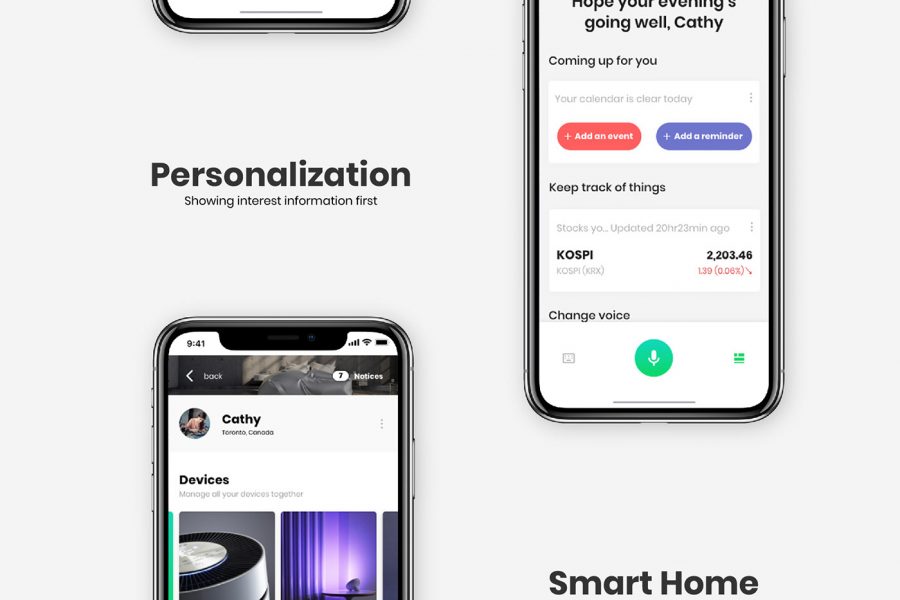 Hope your evening's
going well, Cathy
Coming up for you
Your calendar is clear today
+ Add an event
+ Add a reminder
Personalization
Showing interest information first
Keep track of things
Stocks yo... Updated 20hr23min ago
KOSPI
2,203.46
KOSPI (KRX)
1.39 (0.06%)↘
Change voice
9:41
back
7 Notices
Cathy
Toronto, Canada
Devices
Manage all your devices together
Smart Home